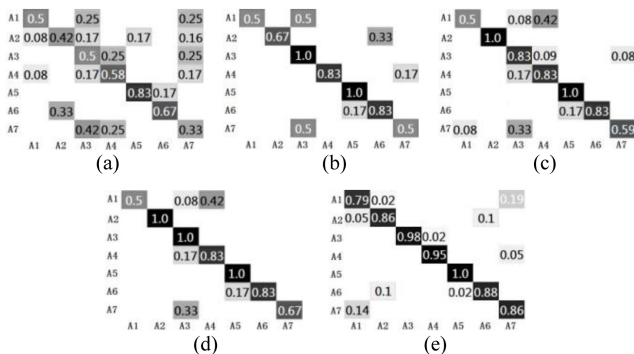 A1 0.5 0.25 0.25
A2 0.08 0.42 0.17 0.17 0.16
A3 0.5 0.25 0.25
A4 0.08 0.17 0.58 0.17
A5 0.83 0.17
A6 0.33 0.67
A7 0.42 0.25 0.33
A1 A2 A3 A4 A5 A6 A7
(a)
A1 0.5 0.5
A2 0.67 0.33
A3 1.0
A4 0.83 0.17
A5 1.0
A6 0.17 0.83
A7 0.5 0.5
A1 A2 A3 A4 A5 A6 A7
(b)
A1 0.5 0.08 0.42
A2 1.0
A3 0.83 0.09 0.08
A4 0.17 0.83
A5 1.0
A6 0.17 0.83
A7 0.08 0.33 0.59
A1 A2 A3 A4 A5 A6 A7
(c)
A1 0.5 0.08 0.42
A2 1.0
A3 1.0
A4 0.17 0.83
A5 1.0
A6 0.17 0.83
A7 0.33 0.67
A1 A2 A3 A4 A5 A6 A7
(d)
A1 0.79 0.02 0.19
A2 0.05 0.86 0.1
A3 0.98 0.02
A4 0.95 0.05
A5 1.0
A6 0.1 0.02 0.88
A7 0.14 0.86
A1 A2 A3 A4 A5 A6 A7
(e)